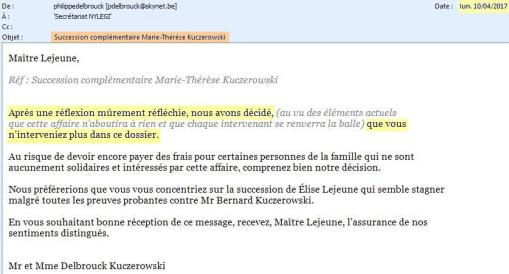 De : philippedelbrouck [pdelbrouck@skynet.be] Date : lun. 10/04/2017
À : 'Secrétariat NYLEGI'
Cc :
Objet : Succession complémentaire Marie-Thérèse Kuczerowski
Maître Lejeune,
Réf : Succession complémentaire Marie-Thérèse Kuczerowski
Après une réflexion mûrement réfléchie, nous avons décidé, (au vu des éléments actuels
que cette affaire n'aboutira à rien et que chaque intervenant se renverra la balle) que vous
n'interveniez plus dans ce dossier.
Au risque de devoir encore payer des frais pour certaines personnes de la famille qui ne sont
aucunement solidaires et intéressés par cette affaire, comprenez bien notre décision.
Nous préférerions que vous vous concentriez sur la succession de Élise Lejeune qui semble stagner
malgré toutes les preuves probantes contre Mr Bernard Kuczerowski.
En vous souhaitant bonne réception de ce message, recevez, Maître Lejeune, l'assurance de nos
sentiments distingués.
Mr et Mme Delbrouck Kuczerowski